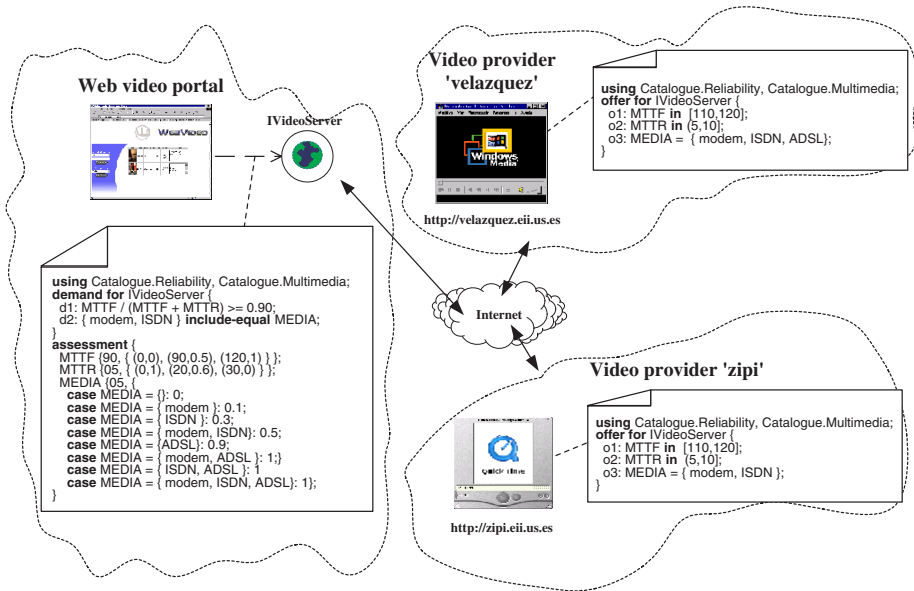 Web video portal
WebVideo
IVideoServer
using Catalogue.Reliability, Catalogue.Multimedia;
demand for IVideoServer {
d1: MTTF / (MTTF + MTTR) >= 0.90;
d2: { modem, ISDN } include-equal MEDIA;
}
assessment {
MTTF {90, { (0,0), (90,0.5), (120,1) } };
MTTR {05, { (0,1), (20,0.6), (30,0) } };
MEDIA {05, {
case MEDIA = {}: 0;
case MEDIA = { modem }: 0.1;
case MEDIA = { ISDN }: 0.3;
case MEDIA = { modem, ISDN}: 0.5;
case MEDIA = {ADSL}: 0.9;
case MEDIA = { modem, ADSL }: 1;}
case MEDIA = { ISDN, ADSL }: 1
case MEDIA = { modem, ISDN, ADSL}: 1};
}
Video provider
'velazquez'
Windows
Media
http://velazquez.eii.us.es
using Catalogue.Reliability, Catalogue.Multimedia;
offer for IVideoServer {
o1: MTTF in [110,120];
o2: MTTR in (5,10];
o3: MEDIA = { modem, ISDN, ADSL};
}
Internet
Video provider 'zipi'
Quick Time
http://zipi.eii.us.es
using Catalogue.Reliability, Catalogue.Multimedia;
offer for IVideoServer {
o1: MTTF in [110,120];
o2: MTTR in (5,10];
o3: MEDIA = { modem, ISDN };
}